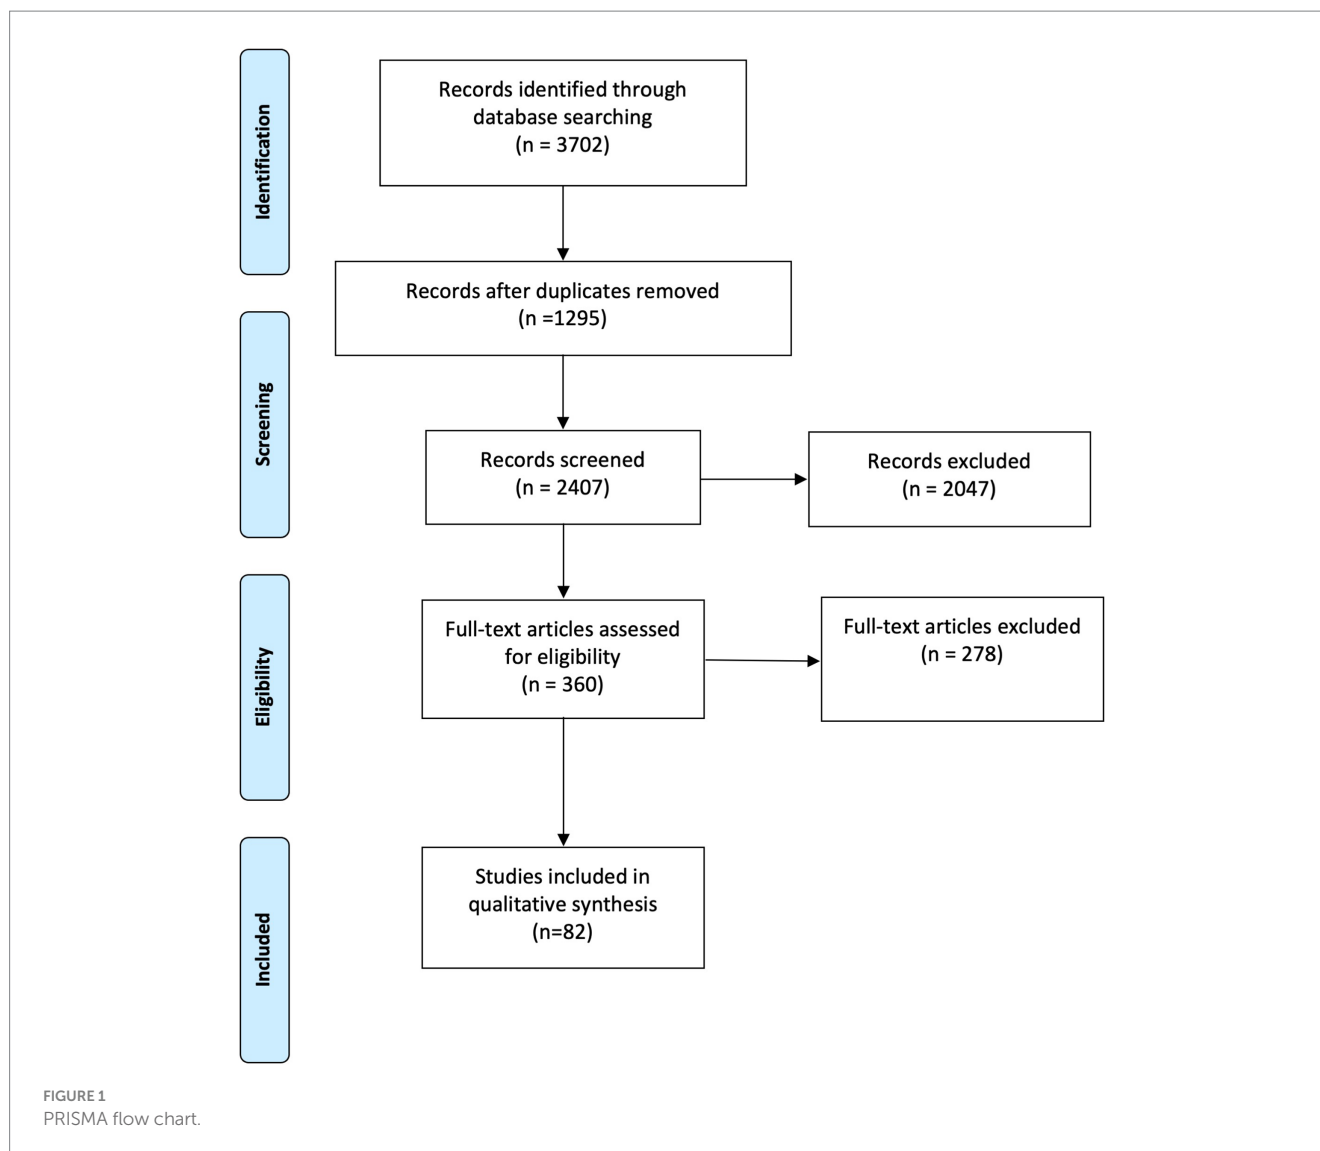 Identification
Records identified through
database searching
(n = 3702)
Records after duplicates removed
(n =1295)
Screening
Records screened
(n = 2407)
Records excluded
(n = 2047)
Eligibility
Full-text articles assessed
for eligibility
(n = 360)
Full-text articles excluded
(n = 278)
Included
Studies included in
qualitative synthesis
(n=82)
FIGURE 1
PRISMA flow chart.